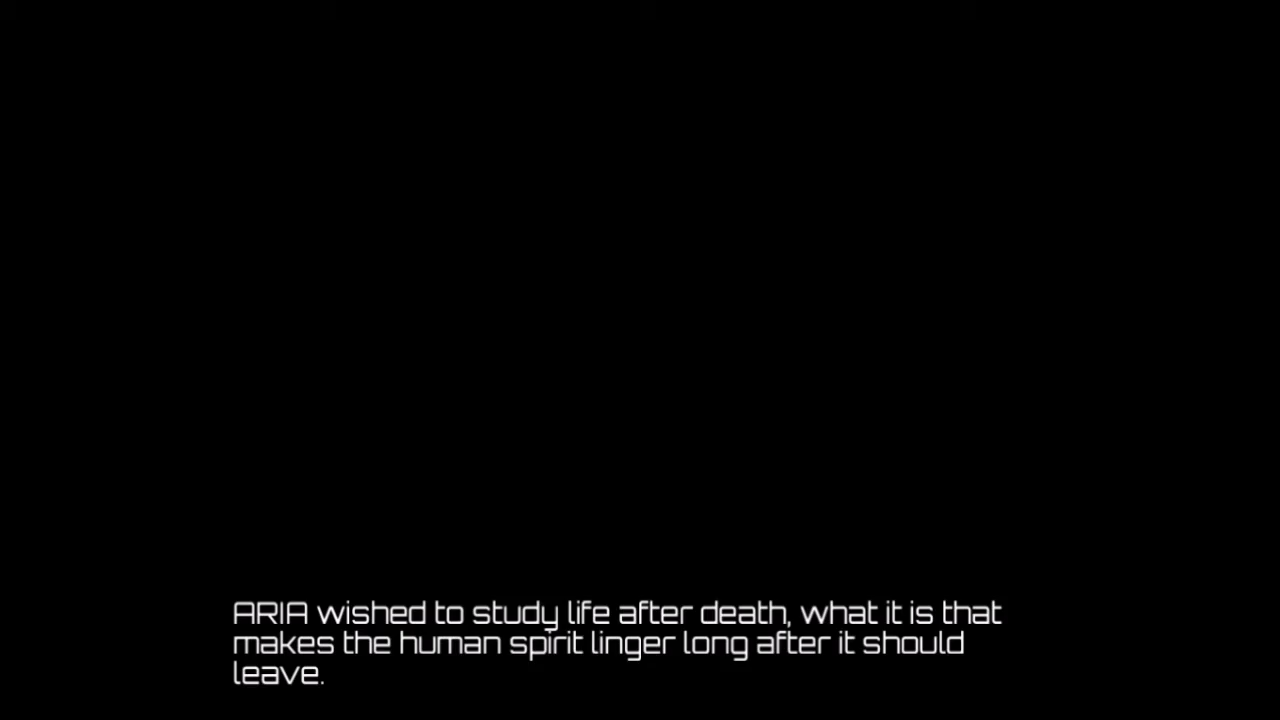 ARIA wished to study life after death, what it is that
makes the human spirit linger long after it should
leave.